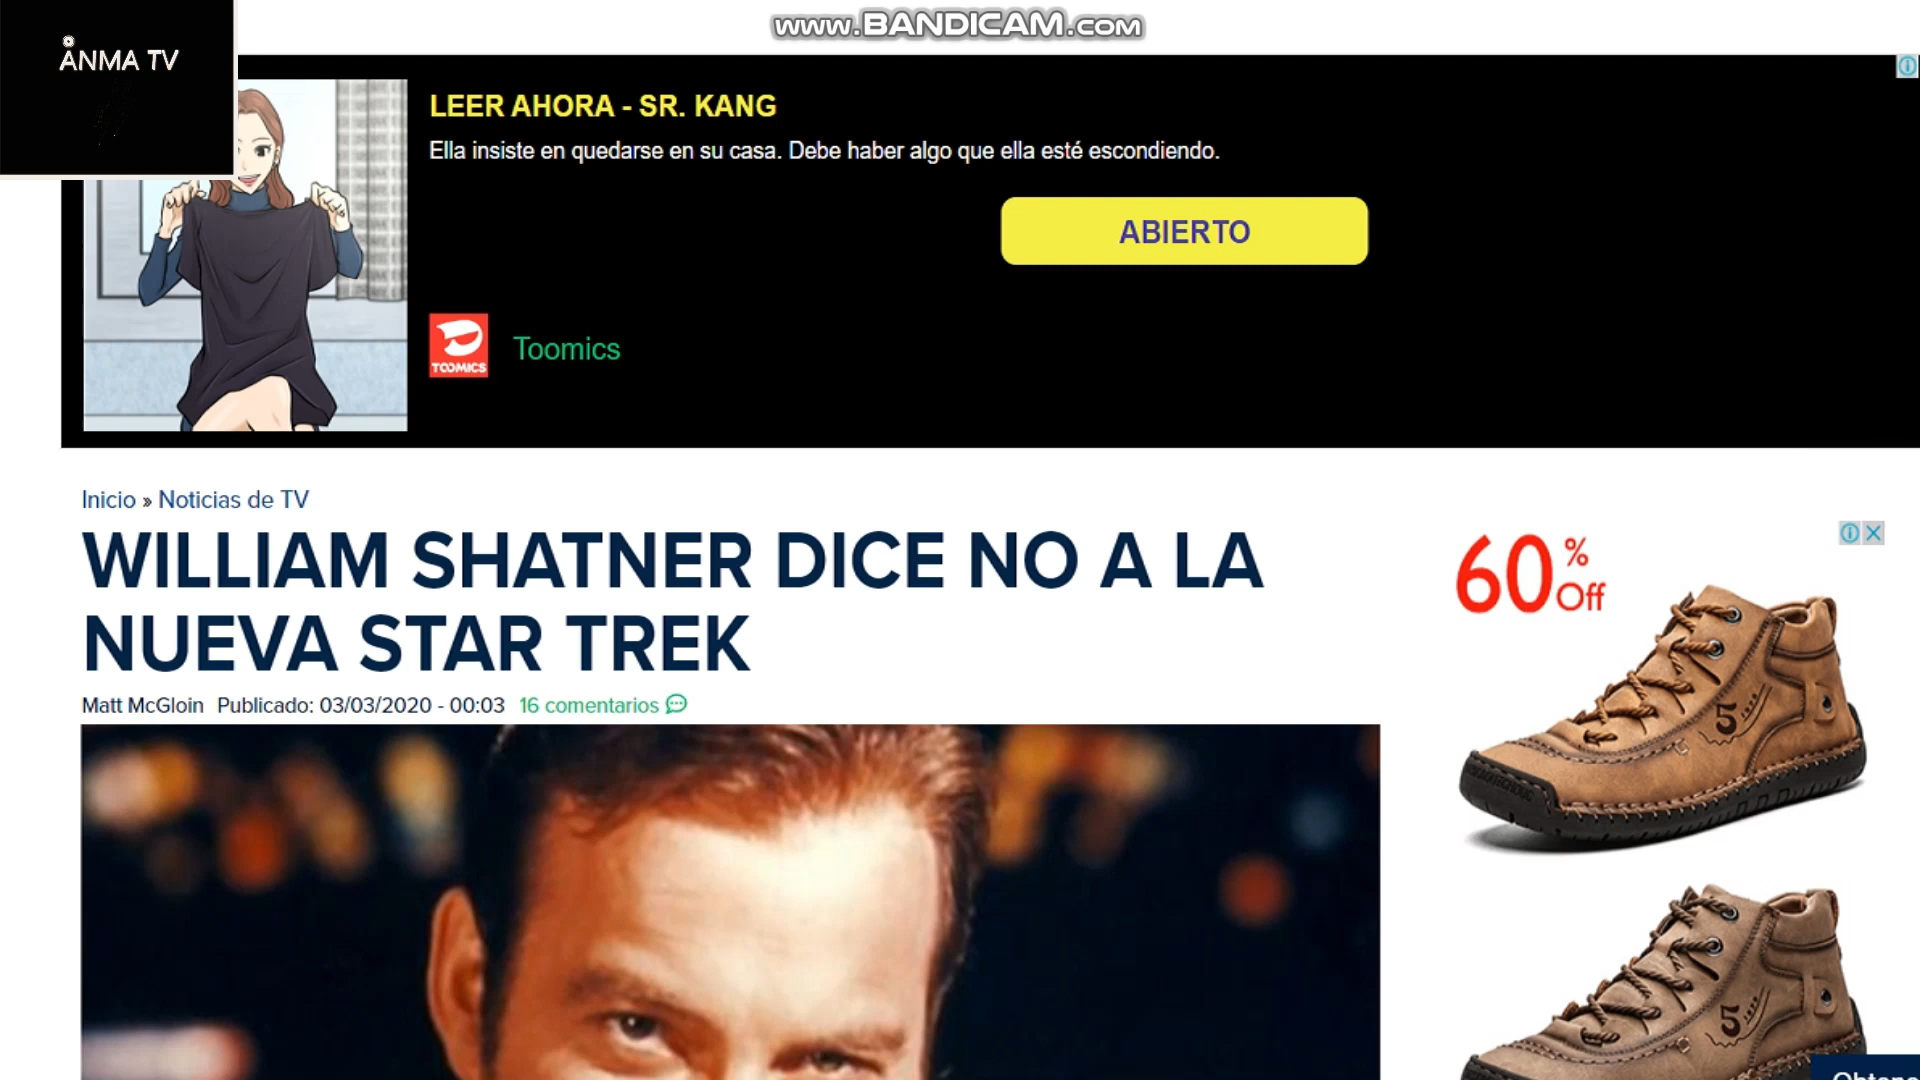 www.BANDICAM.com
ANMA TV
LEER AHORA - SR. KANG
Ella insiste en quedarse en su casa. Debe haber algo que ella esté escondiendo.
ABIERTO
TOOMICS
Toomics
Inicio » Noticias de TV
WILLIAM SHATNER DICE NO A LA
NUEVA STAR TREK
Matt McGloin Publicado: 03/03/2020 - 00:03 16 comentarios
60% Off
5
5